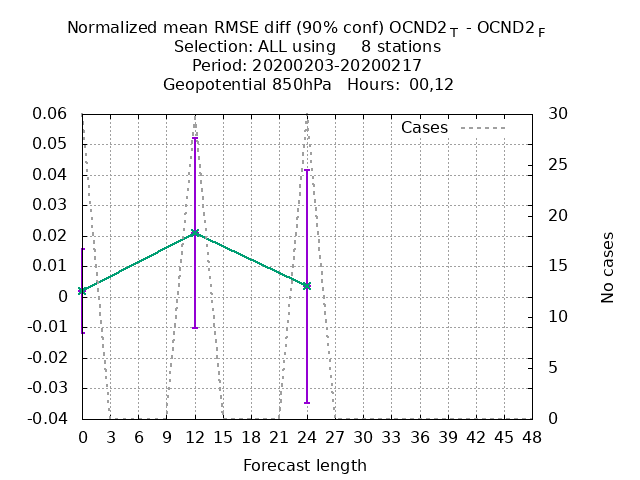 Normalized mean RMSE diff (90% conf) OCND2T - OCND2F
Selection: ALL using 8 stations
Period: 20200203-20200217
Geopotential 850hPa Hours: 00,12
Cases
0.06
0.05
0.04
0.03
0.02
0.01
0
-0.01
-0.02
-0.03
-0.04
30
25
20
15
10
5
0
No cases
0 3 6 9 12 15 18 21 24 27 30 33 36 39 42 45 48
Forecast length